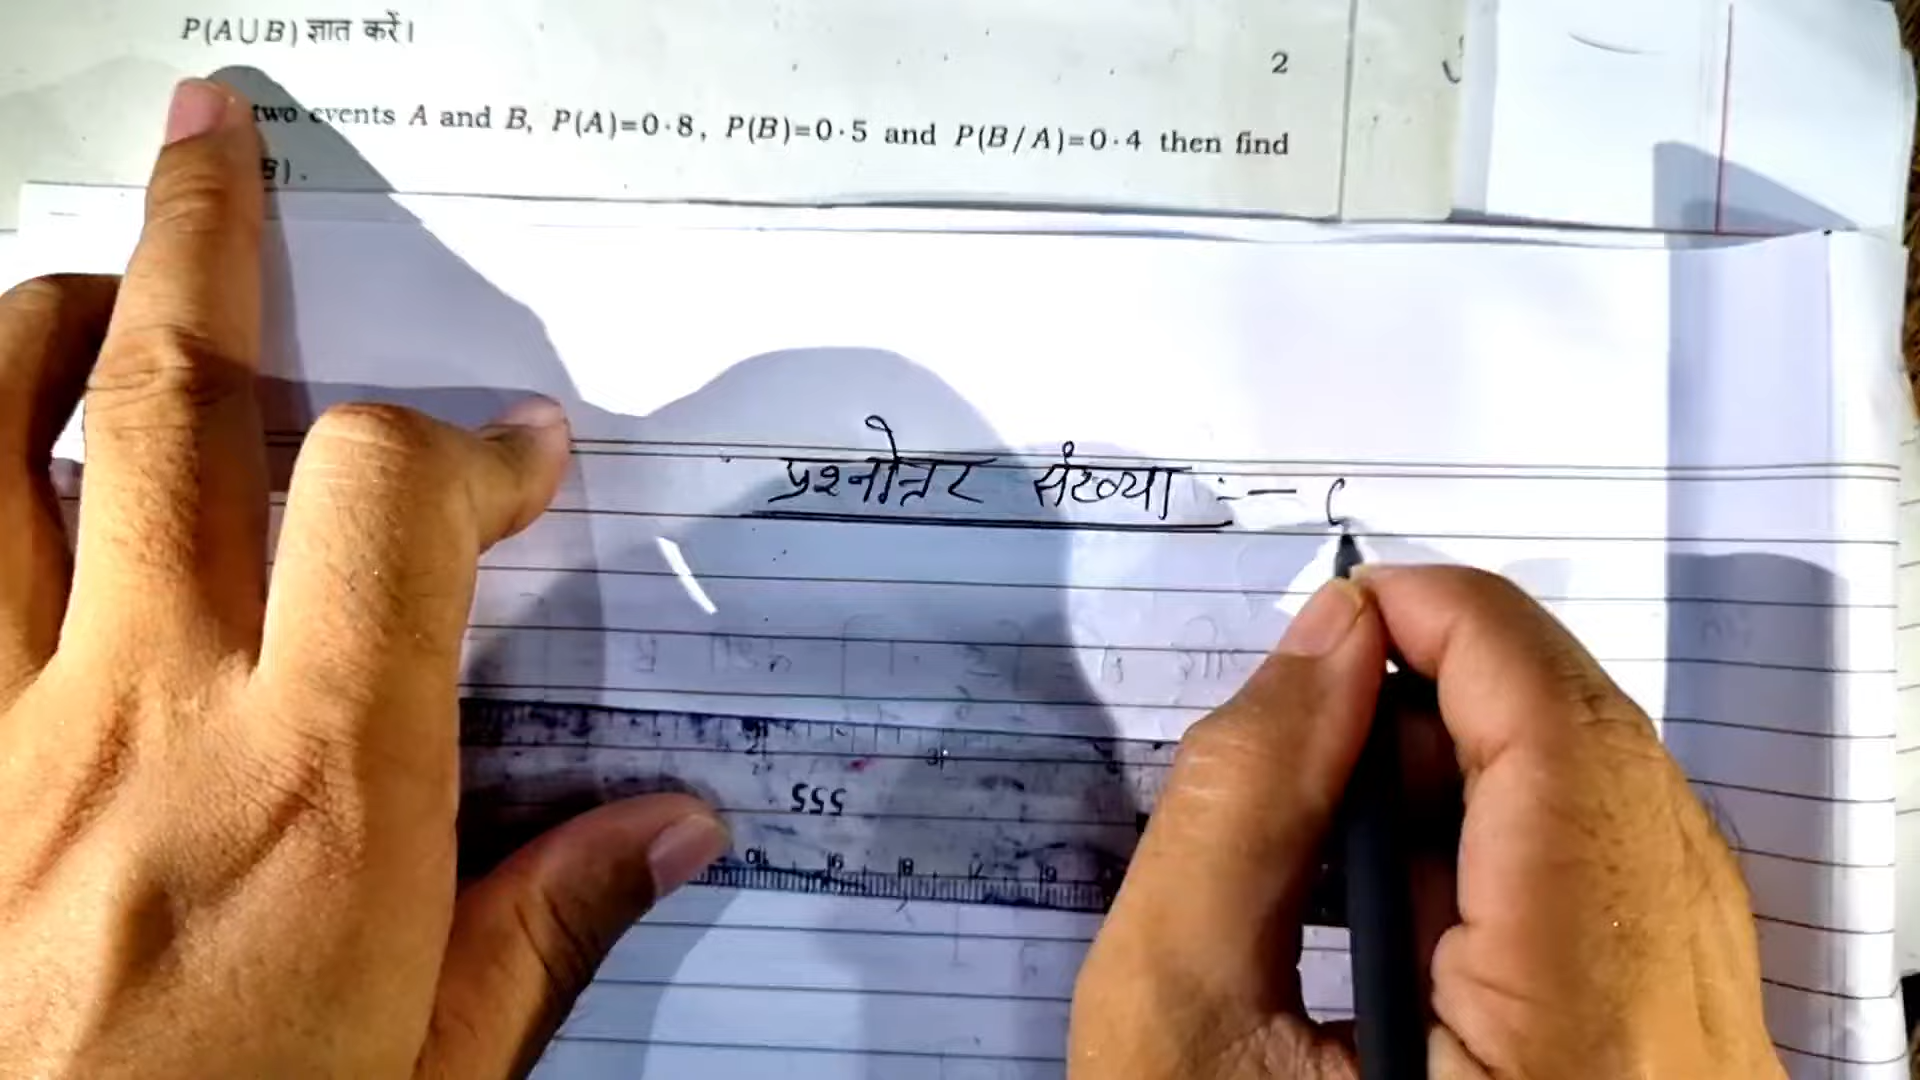 P(A∪B) ज्ञात करें।
2
two events A and B, P(A)=0·8, P(B)=0·5 and P(B/A)=0·4 then find
B).
प्रश्नोत्तर संख्या :—
555